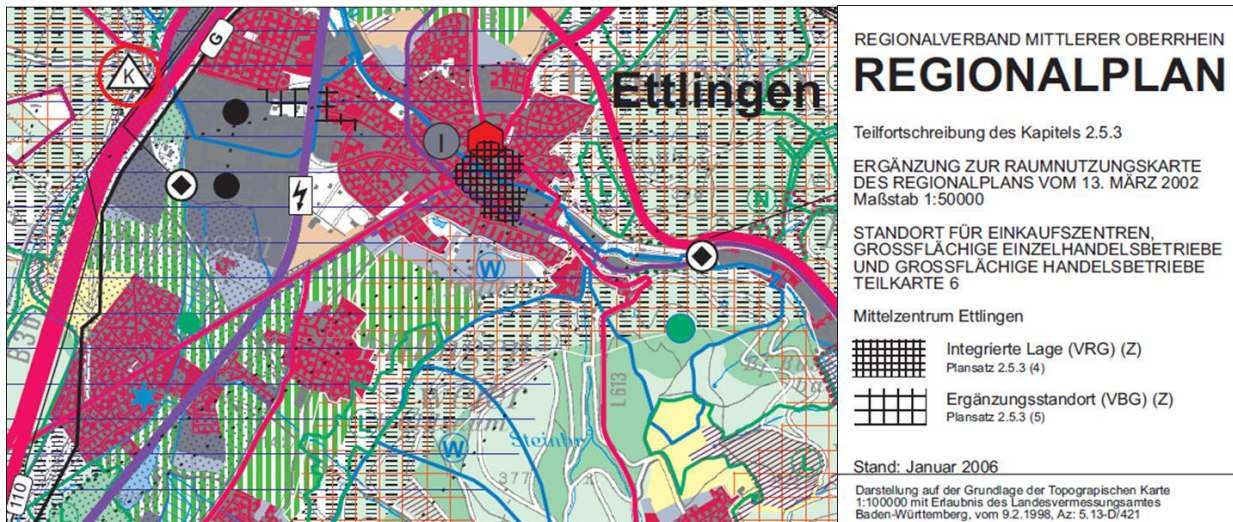 G
K
Ettlingen
I
L
N
W
B 3
L613
L
W
Steinbr.
377
L
110
REGIONALVERBAND MITTLERER OBERRHEIN
REGIONALPLAN
Teilfortschreibung des Kapitels 2.5.3
ERGÄNZUNG ZUR RAUMNUTZUNGSKARTE
DES REGIONALPLANS VOM 13. MÄRZ 2002
Maßstab 1:50000
STANDORT FÜR EINKAUFSZENTREN,
GROSSFLÄCHIGE EINZELHANDELSBETRIEBE
UND GROSSFLÄCHIGE HANDELSBETRIEBE
TEILKARTE 6
Mittelzentrum Ettlingen
Integrierte Lage (VRG) (Z)
Plansatz 2.5.3 (4)
Ergänzungsstandort (VBG) (Z)
Plansatz 2.5.3 (5)
Stand: Januar 2006
Darstellung auf der Grundlage der Topograpischen Karte
1:100000 mit Erlaubnis des Landesvermessungsamtes
Baden-Württemberg, vom 9.2.1998, Az: 5.13-D/421